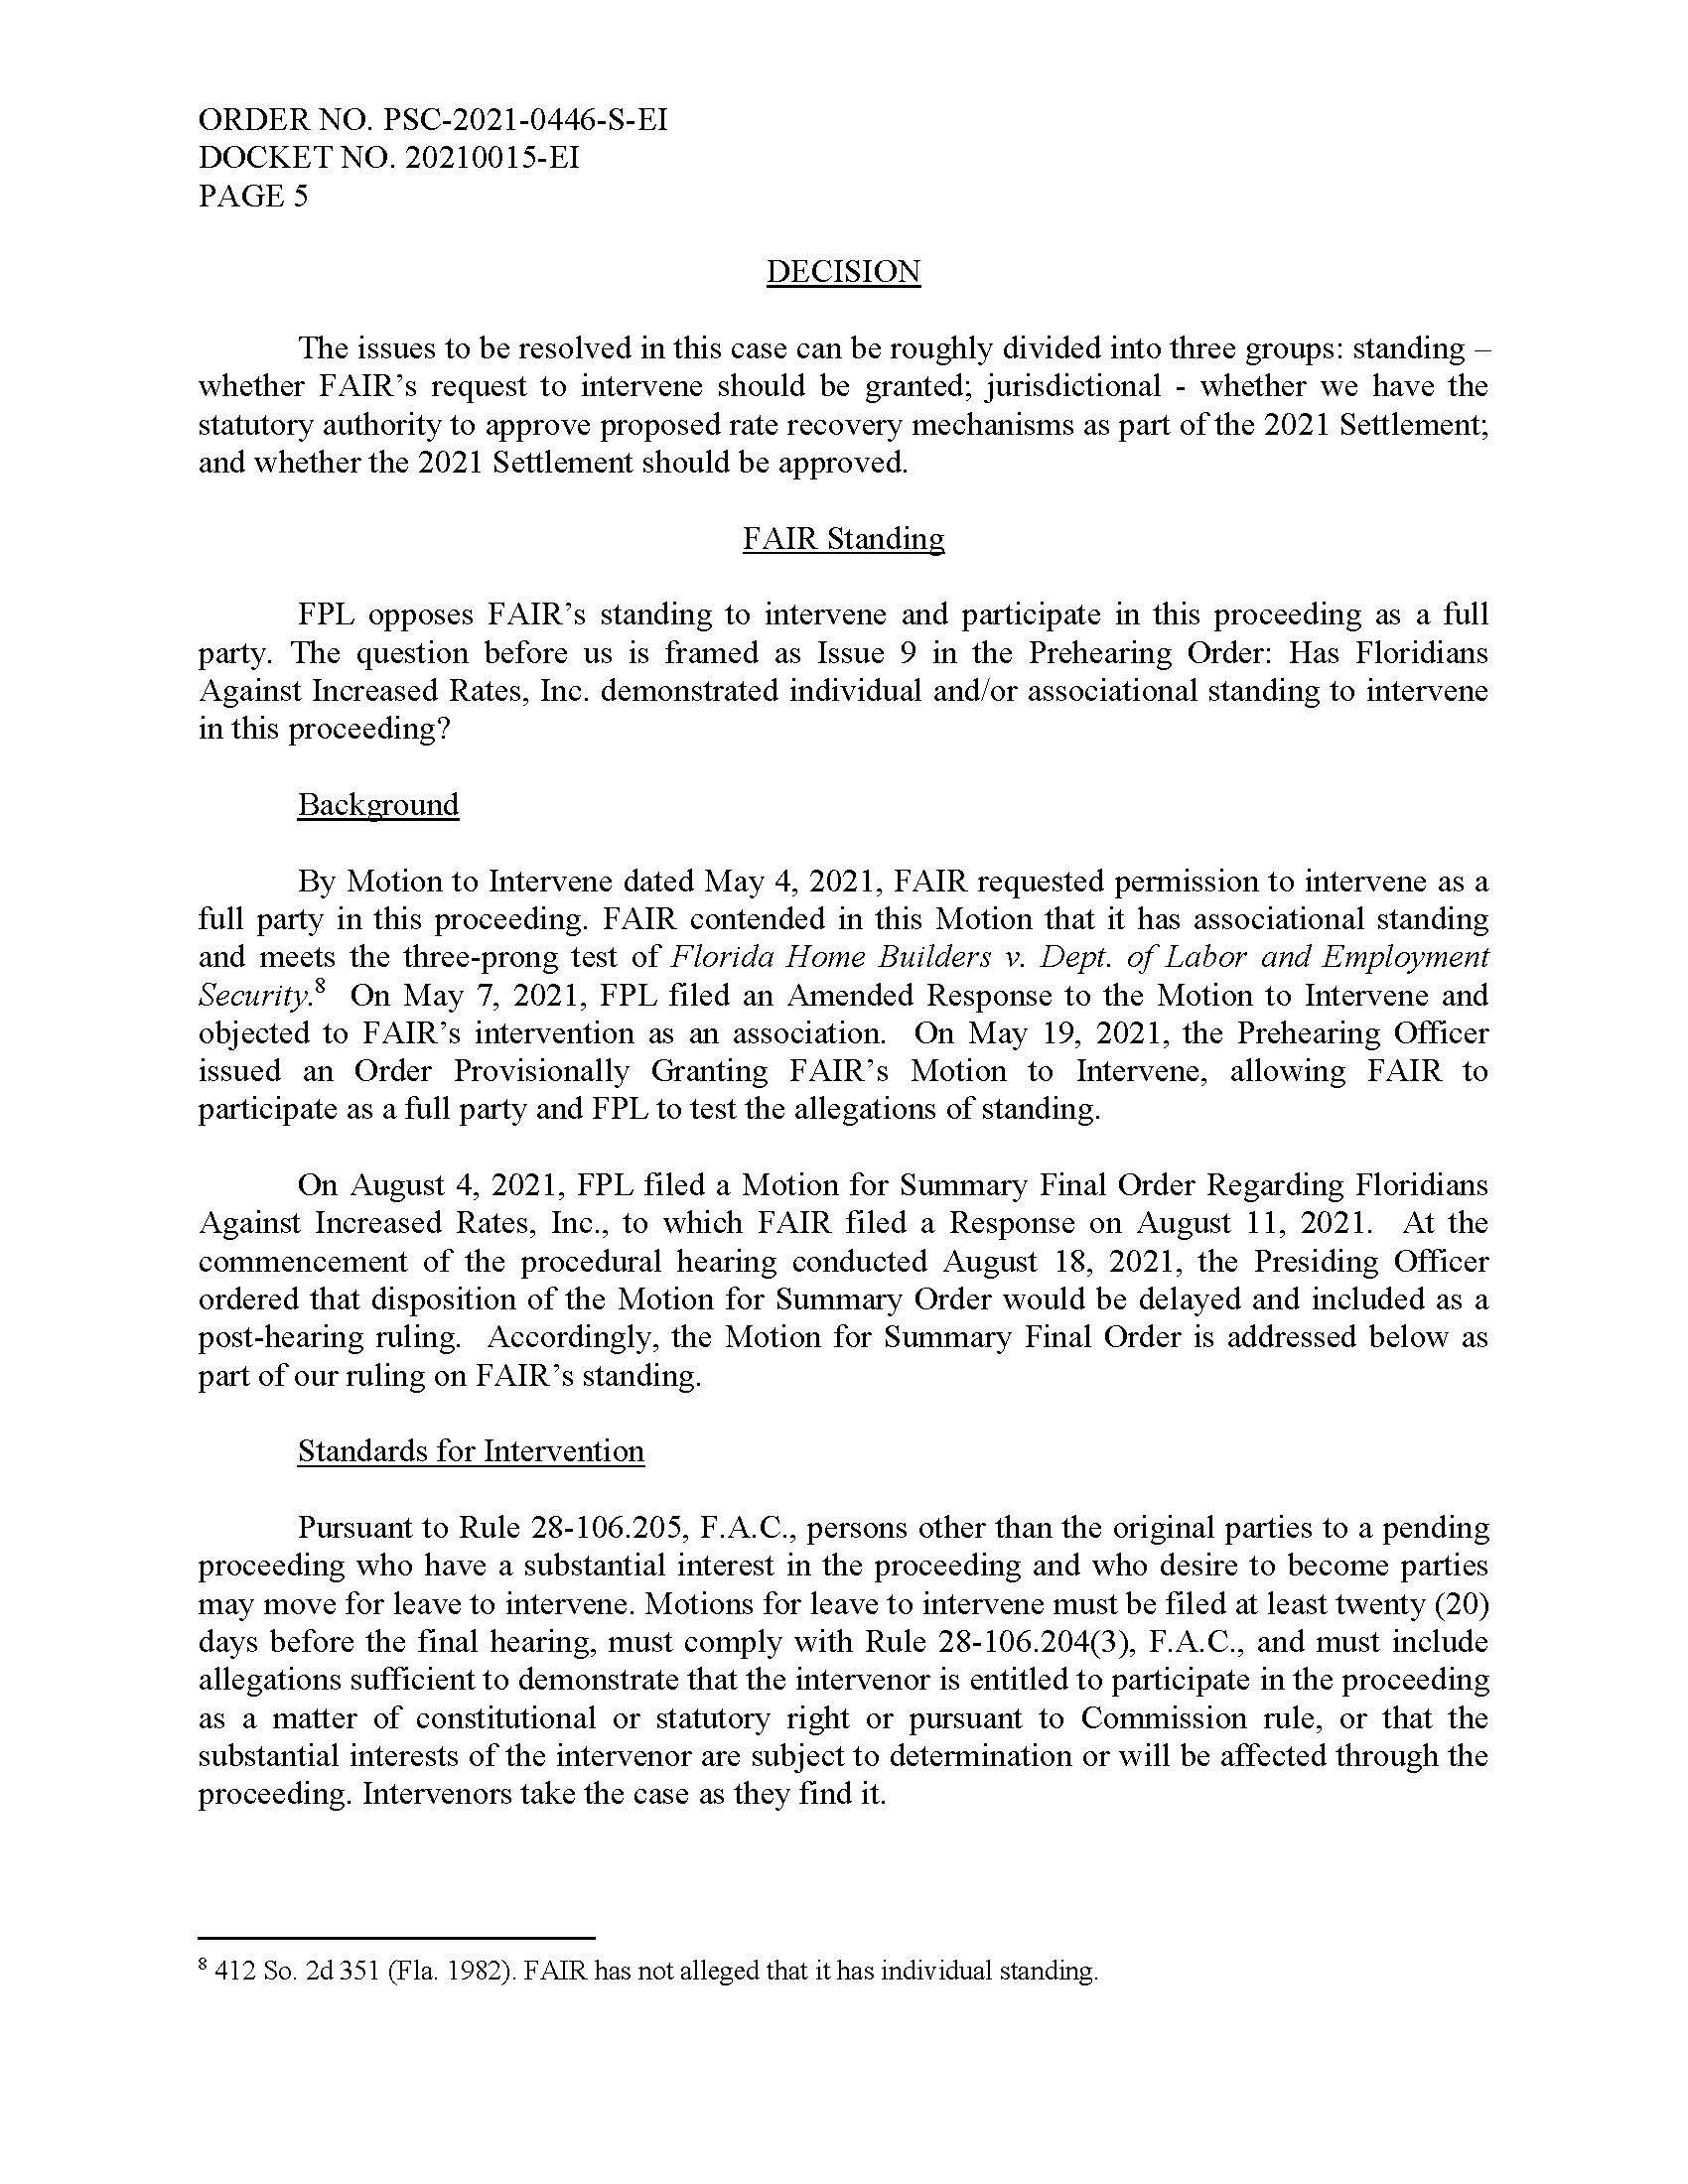 ORDER NO. PSC-2021-0446-S-EI
DOCKET NO. 20210015-EI
PAGE 5
DECISION
The issues to be resolved in this case can be roughly divided into three groups: standing –
whether FAIR’s request to intervene should be granted; jurisdictional - whether we have the
statutory authority to approve proposed rate recovery mechanisms as part of the 2021 Settlement;
and whether the 2021 Settlement should be approved.
FAIR Standing
FPL opposes FAIR’s standing to intervene and participate in this proceeding as a full
party. The question before us is framed as Issue 9 in the Prehearing Order: Has Floridians
Against Increased Rates, Inc. demonstrated individual and/or associational standing to intervene
in this proceeding?
Background
By Motion to Intervene dated May 4, 2021, FAIR requested permission to intervene as a
full party in this proceeding. FAIR contended in this Motion that it has associational standing
and meets the three-prong test of Florida Home Builders v. Dept. of Labor and Employment
Security.⁸ On May 7, 2021, FPL filed an Amended Response to the Motion to Intervene and
objected to FAIR’s intervention as an association. On May 19, 2021, the Prehearing Officer
issued an Order Provisionally Granting FAIR’s Motion to Intervene, allowing FAIR to
participate as a full party and FPL to test the allegations of standing.
On August 4, 2021, FPL filed a Motion for Summary Final Order Regarding Floridians
Against Increased Rates, Inc., to which FAIR filed a Response on August 11, 2021. At the
commencement of the procedural hearing conducted August 18, 2021, the Presiding Officer
ordered that disposition of the Motion for Summary Order would be delayed and included as a
post-hearing ruling. Accordingly, the Motion for Summary Final Order is addressed below as
part of our ruling on FAIR’s standing.
Standards for Intervention
Pursuant to Rule 28-106.205, F.A.C., persons other than the original parties to a pending
proceeding who have a substantial interest in the proceeding and who desire to become parties
may move for leave to intervene. Motions for leave to intervene must be filed at least twenty (20)
days before the final hearing, must comply with Rule 28-106.204(3), F.A.C., and must include
allegations sufficient to demonstrate that the intervenor is entitled to participate in the proceeding
as a matter of constitutional or statutory right or pursuant to Commission rule, or that the
substantial interests of the intervenor are subject to determination or will be affected through the
proceeding. Intervenors take the case as they find it.
⁸ 412 So. 2d 351 (Fla. 1982). FAIR has not alleged that it has individual standing.